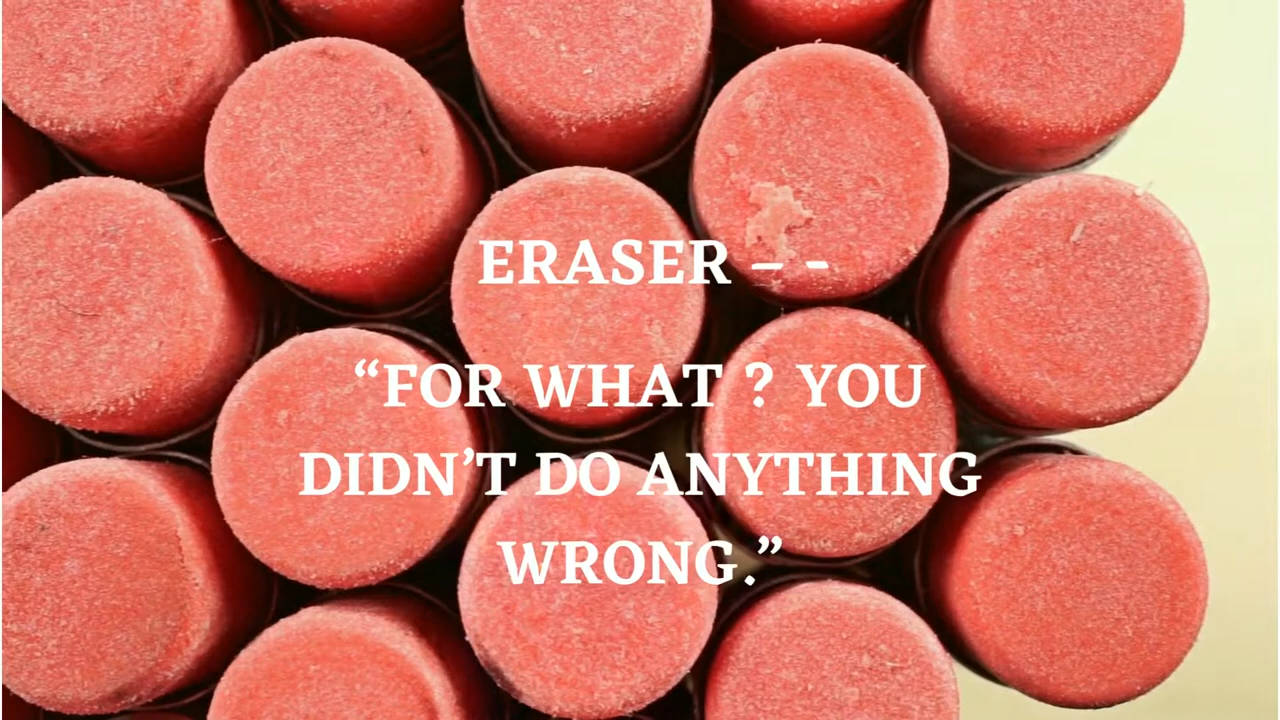 ERASER – -
“FOR WHAT ? YOU
DIDN’T DO ANYTHING
WRONG.”